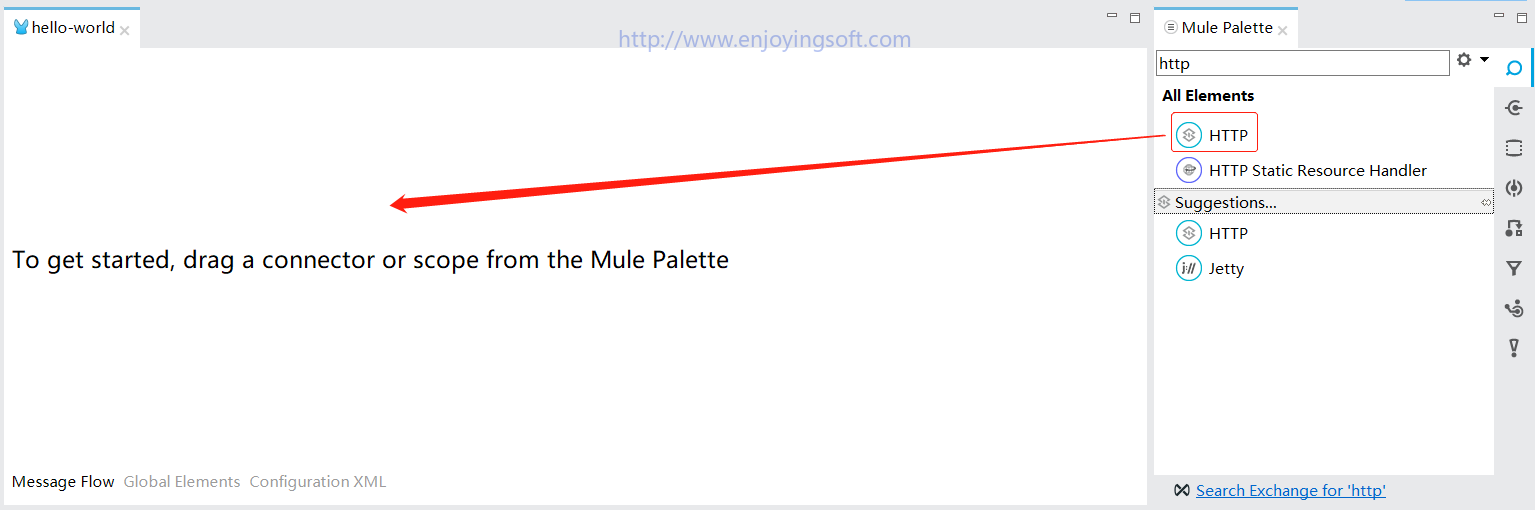 hello-world
http://www.enjoyingsoft.com
To get started, drag a connector or scope from the Mule Palette
Message Flow Global Elements Configuration XML
Mule Palette
http
All Elements
HTTP
HTTP Static Resource Handler
Suggestions...
HTTP
Jetty
Search Exchange for 'http'